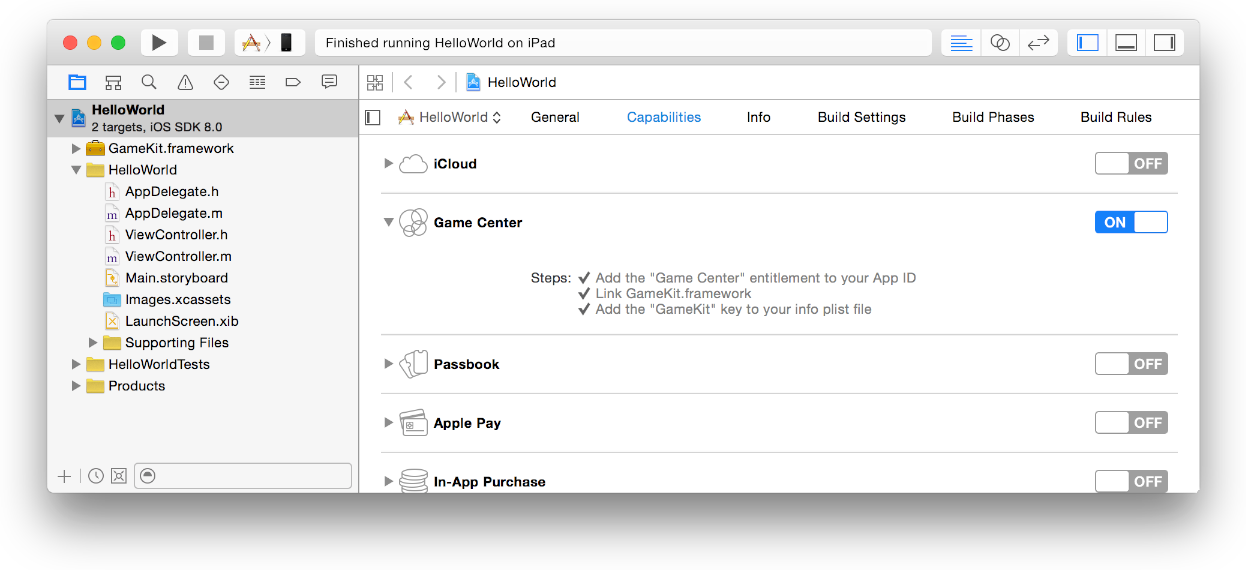 Finished running HelloWorld on iPad
HelloWorld
2 targets, iOS SDK 8.0
GameKit.framework
HelloWorld
h AppDelegate.h
m AppDelegate.m
h ViewController.h
m ViewController.m
Main.storyboard
Images.xcassets
LaunchScreen.xib
Supporting Files
HelloWorldTests
Products
HelloWorld
HelloWorld General Capabilities Info Build Settings Build Phases Build Rules
iCloud OFF
Game Center ON
Steps: ✔ Add the "Game Center" entitlement to your App ID
✔ Link GameKit.framework
✔ Add the "GameKit" key to your info plist file
Passbook OFF
Apple Pay OFF
In-App Purchase OFF